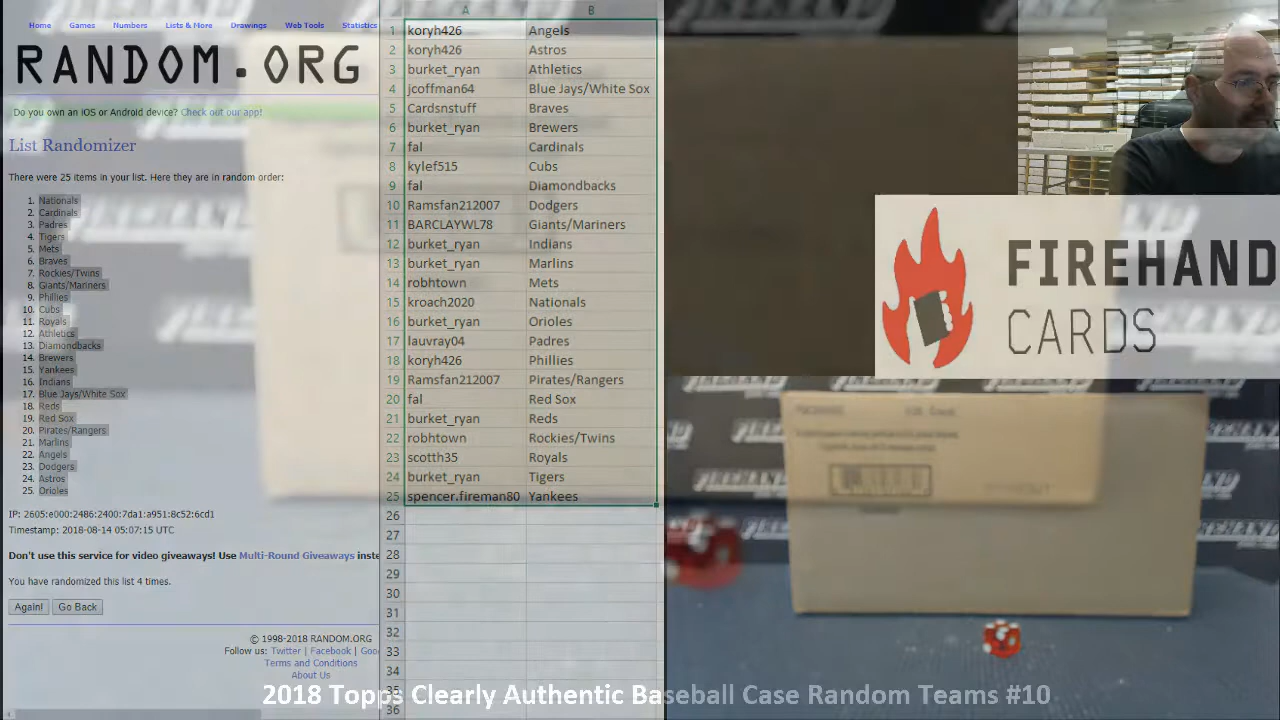 Home Games Numbers Lists & More Drawings Web Tools Statistics
RANDOM.ORG
Do you own an iOS or Android device? Check out our app!
List Randomizer
There were 25 items in your list. Here they are in random order:
1. Nationals
2. Cardinals
3. Padres
4. Tigers
5. Mets
6. Braves
7. Rockies/Twins
8. Giants/Mariners
9. Phillies
10. Cubs
11. Royals
12. Athletics
13. Diamondbacks
14. Brewers
15. Yankees
16. Indians
17. Blue Jays/White Sox
18. Reds
19. Red Sox
20. Pirates/Rangers
21. Marlins
22. Angels
23. Dodgers
24. Astros
25. Orioles
IP: 2605:e000:2486:2400:7da1:a951:8c52:6cd1
Timestamp: 2018-08-14 05:07:15 UTC
Don't use this service for video giveaways! Use Multi-Round Giveaways inste
You have randomized this list 4 times.
Again! Go Back
© 1998-2018 RANDOM.ORG
Follow us: Twitter | Facebook | Goo
Terms and Conditions
About Us
A B
1 koryh426 Angels
2 koryh426 Astros
3 burket_ryan Athletics
4 jcoffman64 Blue Jays/White Sox
5 Cardsnstuff Braves
6 burket_ryan Brewers
7 fal Cardinals
8 kylef515 Cubs
9 fal Diamondbacks
10 Ramsfan212007 Dodgers
11 BARCLAYWL78 Giants/Mariners
12 burket_ryan Indians
13 burket_ryan Marlins
14 robhtown Mets
15 kroach2020 Nationals
16 burket_ryan Orioles
17 lauvray04 Padres
18 koryh426 Phillies
19 Ramsfan212007 Pirates/Rangers
20 fal Red Sox
21 burket_ryan Reds
22 robhtown Rockies/Twins
23 scotth35 Royals
24 burket_ryan Tigers
25 spencer.fireman80 Yankees
26
27
28
29
30
31
32
33
34
35
36
FIREHAND
CARDS
2018 Topps Clearly Authentic Baseball Case Random Teams #10